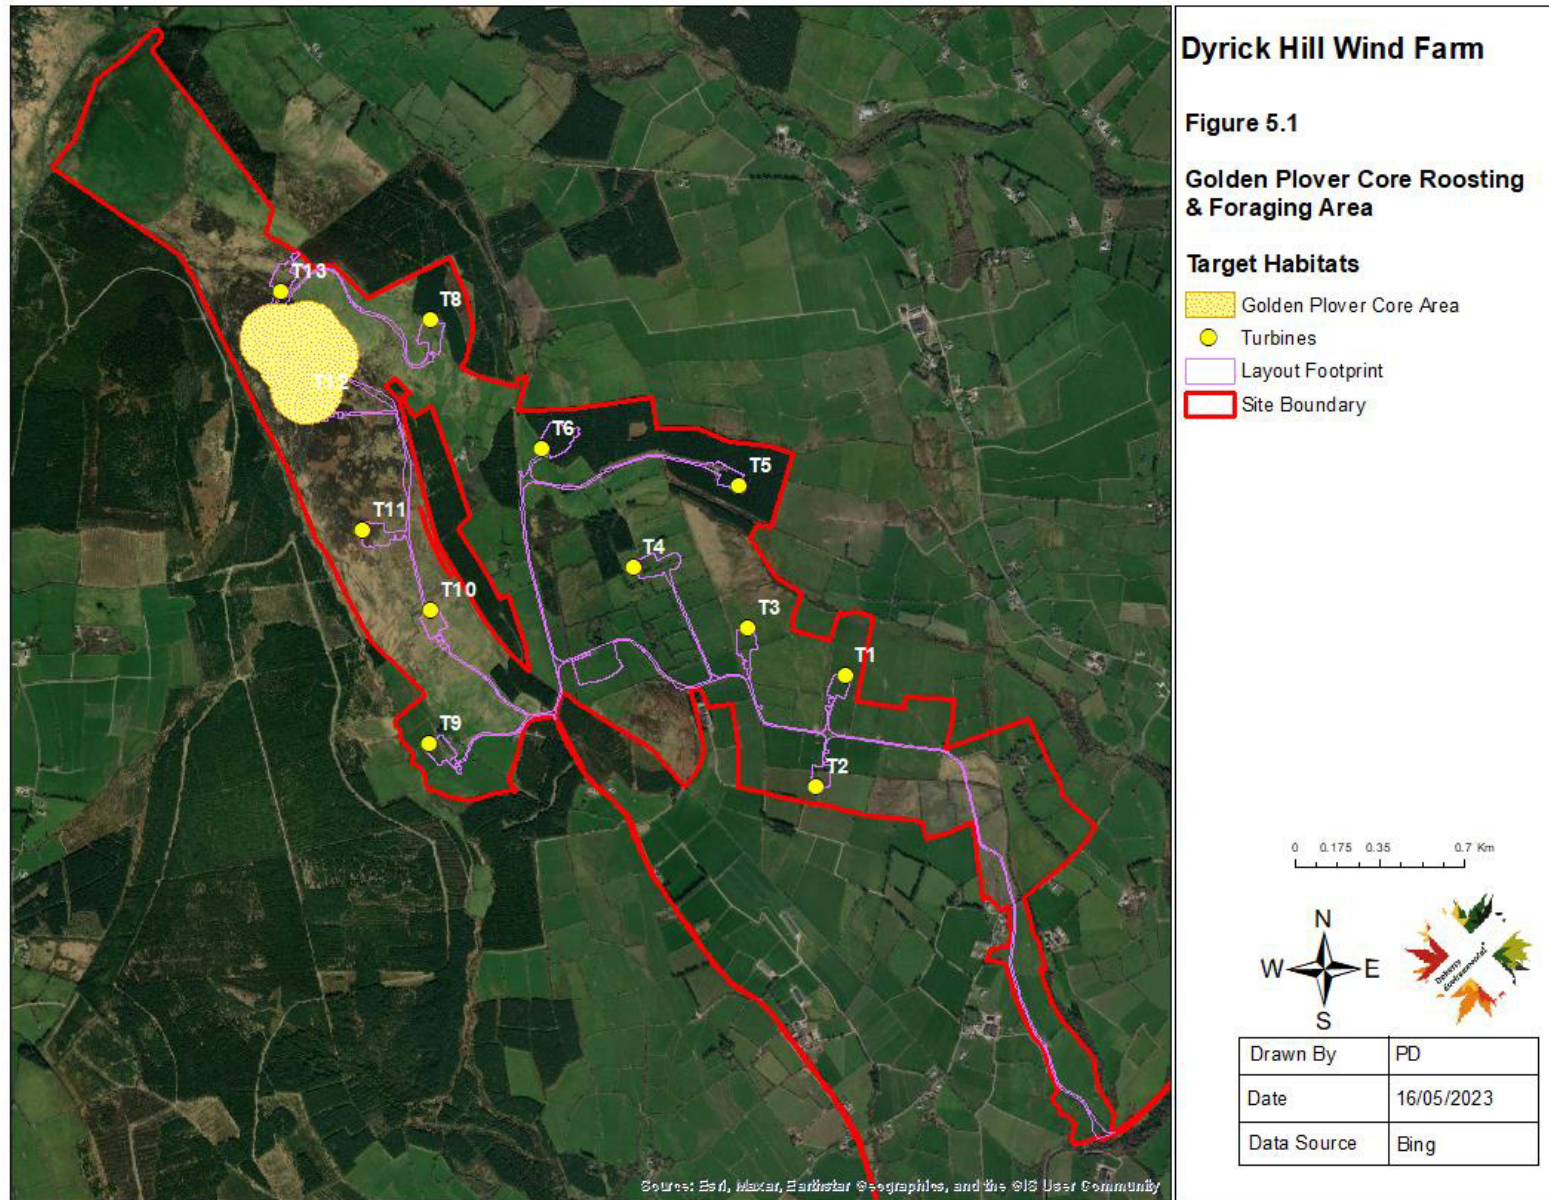 Dyrick Hill Wind Farm
Figure 5.1
Golden Plover Core Roosting
& Foraging Area
Target Habitats
Golden Plover Core Area
Turbines
Layout Footprint
Site Boundary
T13
T8
T12
T6
T5
T11
T4
T10
T3
T1
T9
T2
0 0.175 0.35 0.7 Km
N
W E
S
Doherty
Environmental
Drawn By PD
Date 16/05/2023
Data Source Bing
Source: Esri, Maxar, Earthstar Geographics, and the GIS User Community